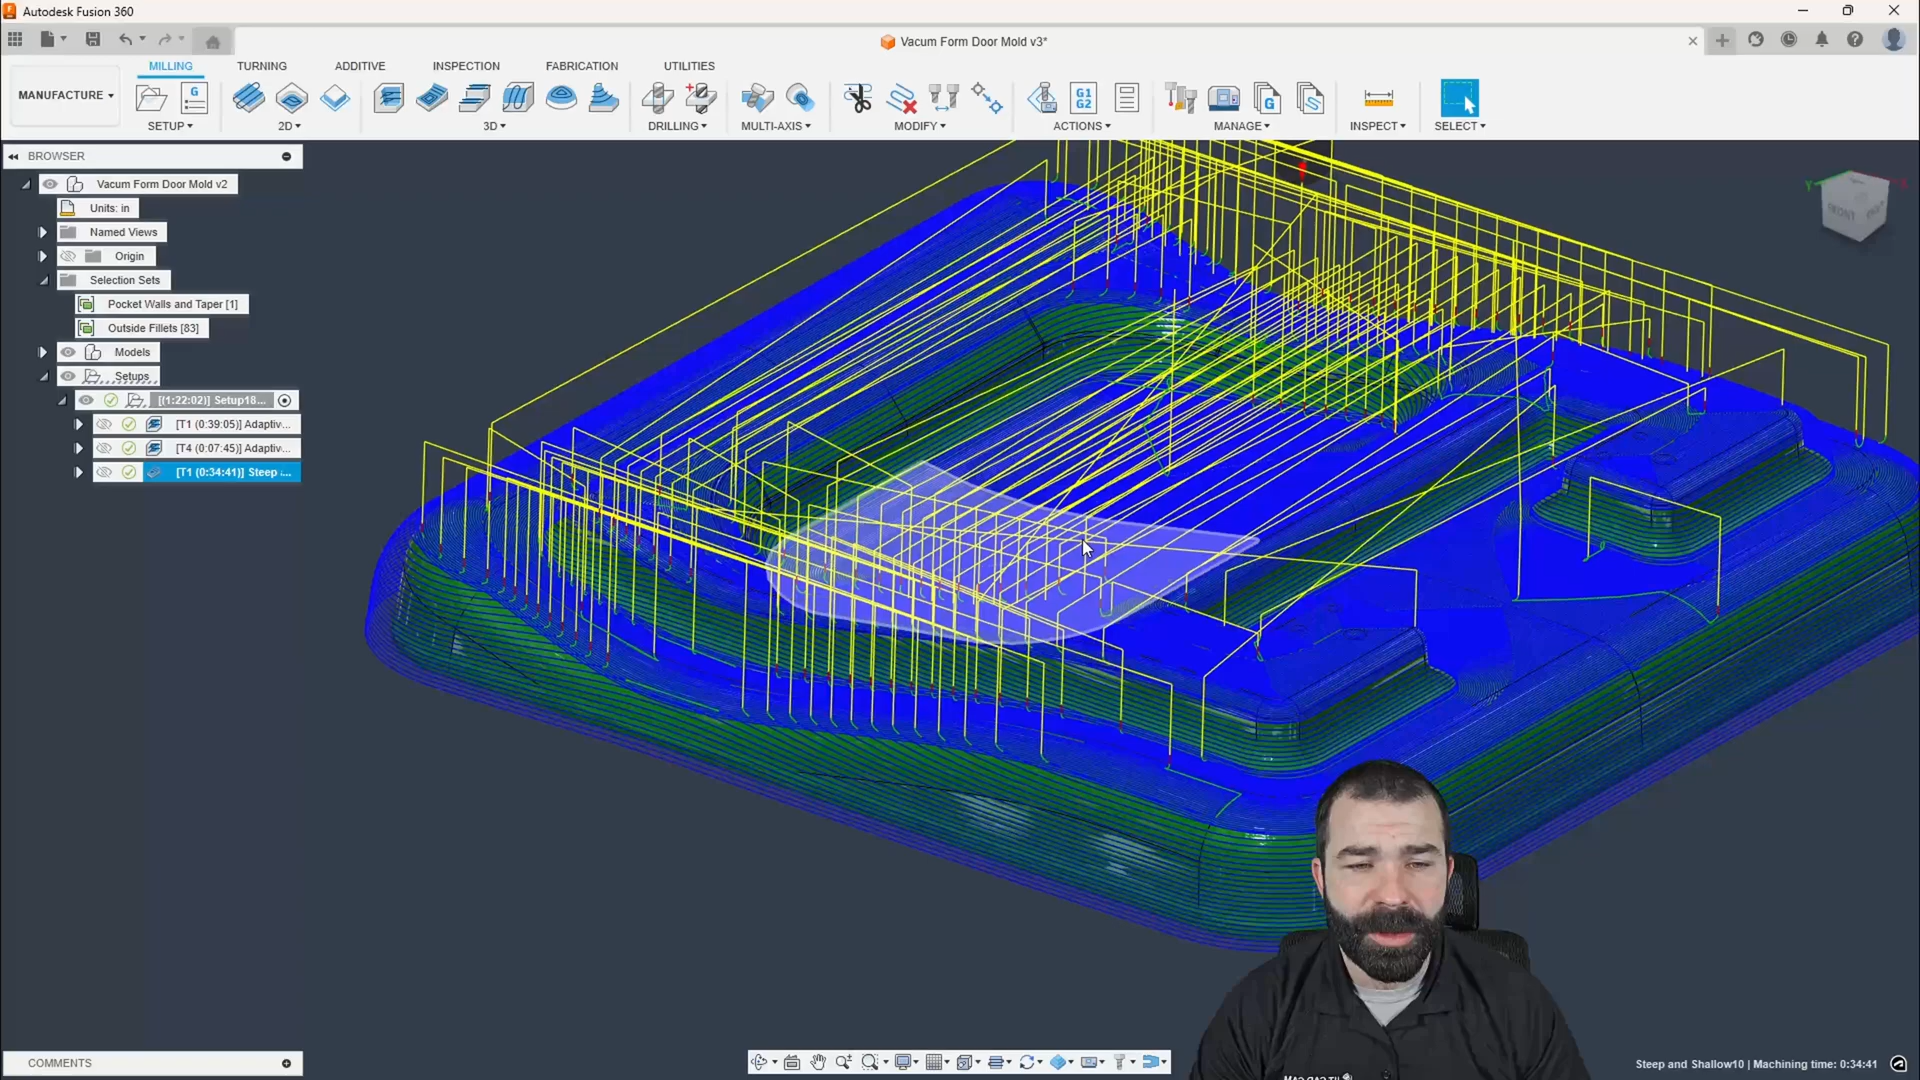 Autodesk Fusion 360
Vacum Form Door Mold v3*
MILLING TURNING ADDITIVE INSPECTION FABRICATION UTILITIES
MANUFACTURE
G
G1
G2
G
SETUP 2D 3D DRILLING MULTI-AXIS MODIFY ACTIONS MANAGE INSPECT SELECT
BROWSER
Vacum Form Door Mold v2
Units: in
Named Views
Origin
Selection Sets
Pocket Walls and Taper [1]
Outside Fillets [83]
Models
Setups
[(1:22:02)] Setup18...
[T1 (0:39:05)] Adaptiv...
[T4 (0:07:45)] Adaptiv...
[T1 (0:34:41)] Steep ...
FRONT
COMMENTS
Steep and Shallow10 | Machining time: 0:34:41